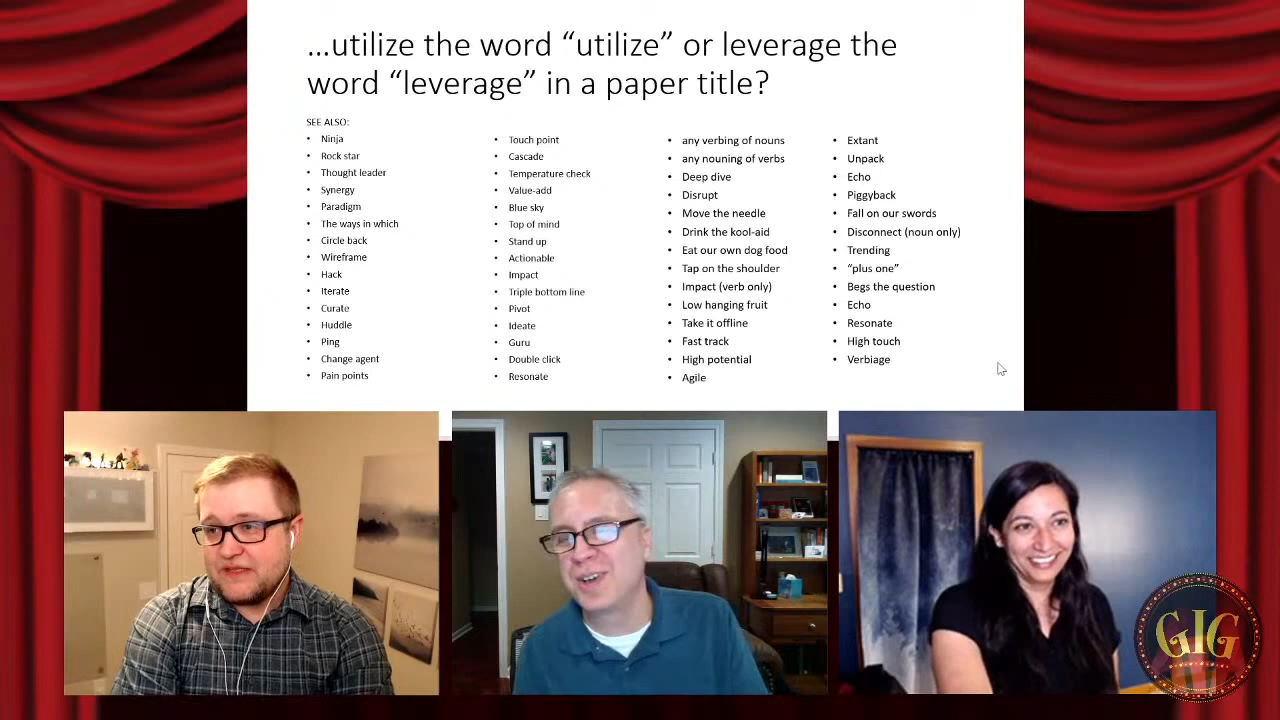 ...utilize the word “utilize” or leverage the
word “leverage” in a paper title?
SEE ALSO:
• Ninja
• Rock star
• Thought leader
• Synergy
• Paradigm
• The ways in which
• Circle back
• Wireframe
• Hack
• Iterate
• Curate
• Huddle
• Ping
• Change agent
• Pain points
• Touch point
• Cascade
• Temperature check
• Value-add
• Blue sky
• Top of mind
• Stand up
• Actionable
• Impact
• Triple bottom line
• Pivot
• Ideate
• Guru
• Double click
• Resonate
• any verbing of nouns
• any nouning of verbs
• Deep dive
• Disrupt
• Move the needle
• Drink the kool-aid
• Eat our own dog food
• Tap on the shoulder
• Impact (verb only)
• Low hanging fruit
• Take it offline
• Fast track
• High potential
• Agile
• Extant
• Unpack
• Echo
• Piggyback
• Fall on our swords
• Disconnect (noun only)
• Trending
• “plus one”
• Begs the question
• Echo
• Resonate
• High touch
• Verbiage
GIG